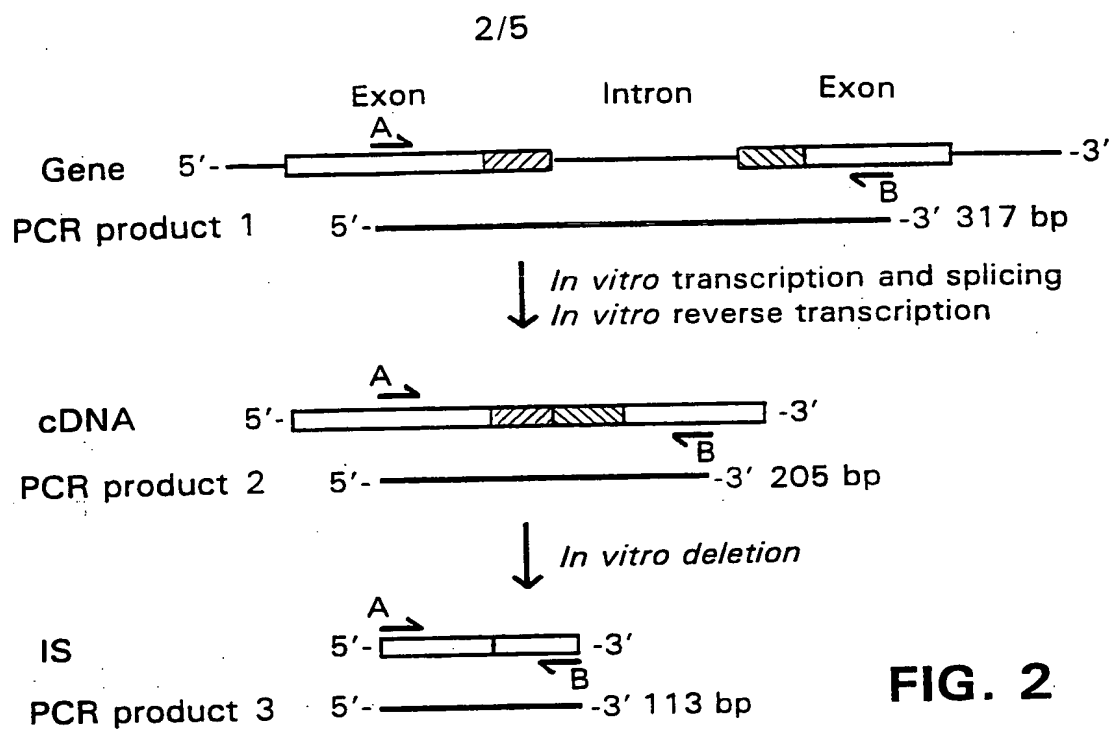 2/5
Exon Intron Exon
A
Gene 5'- -3'
B
PCR product 1 5'- -3' 317 bp
In vitro transcription and splicing
In vitro reverse transcription
A
cDNA 5'- -3'
B
PCR product 2 5'- -3' 205 bp
In vitro deletion
A
IS 5'- -3'
B
PCR product 3 5'- -3' 113 bp
FIG. 2